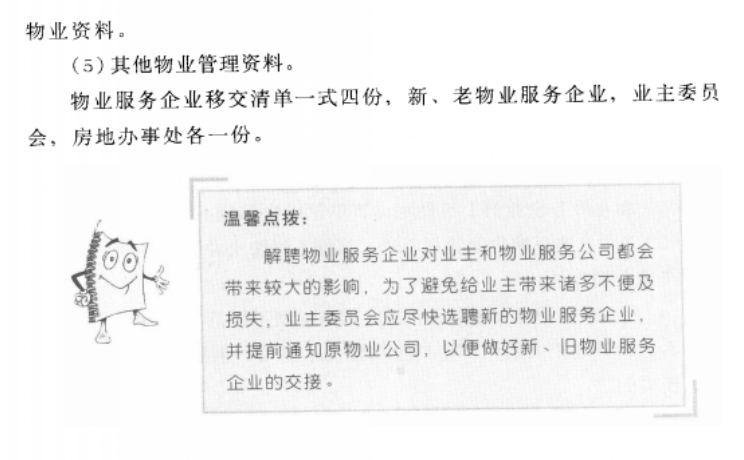 物业资料。
(5)其他物业管理资料。
物业服务企业移交清单一式四份，新、老物业服务企业，业主委员
会，房地办事处各一份。
温馨点拨：
解聘物业服务企业对业主和物业服务公司都会
带来较大的影响，为了避免给业主带来诸多不便及
损失，业主委员会应尽快选聘新的物业服务企业，
并提前通知原物业公司，以便做好新、旧物业服务
企业的交接。